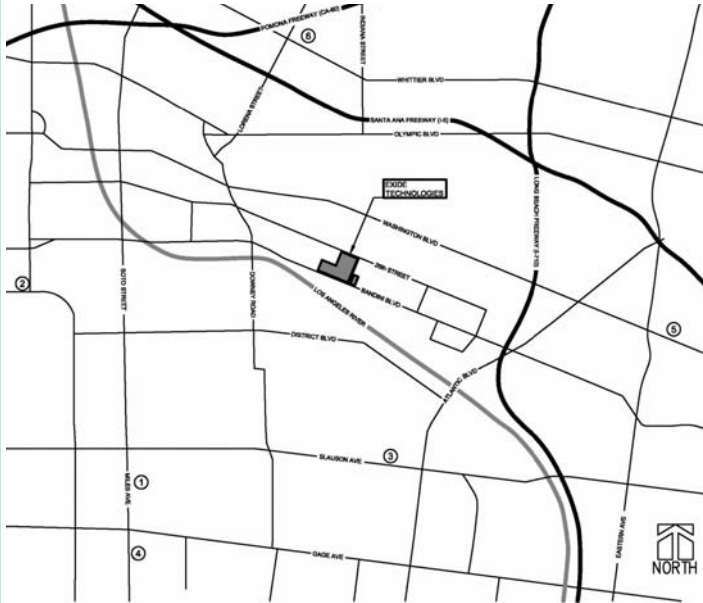 POMONA FREEWAY (CA-60)
INDIANA STREET
6
WHITTIER BLVD
LORENA STREET
SANTA ANA FREEWAY (I-5)
OLYMPIC BLVD
EXIDE
TECHNOLOGIES
LONG BEACH FREEWAY (I-710)
WASHINGTON BLVD
26th STREET
2
SOTO STREET
DOWNEY ROAD
BANDINI BLVD
LOS ANGELES RIVER
5
DISTRICT BLVD
ATLANTIC BLVD
SLAUSON AVE
3
MILES AVE
1
EASTERN AVE
4
GAGE AVE
NORTH